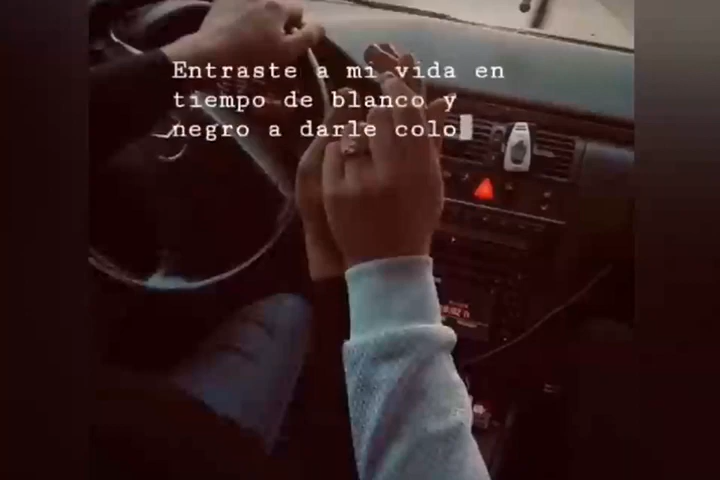 Entraste a mi vida en
tiempo de blanco y
negro a darle colo